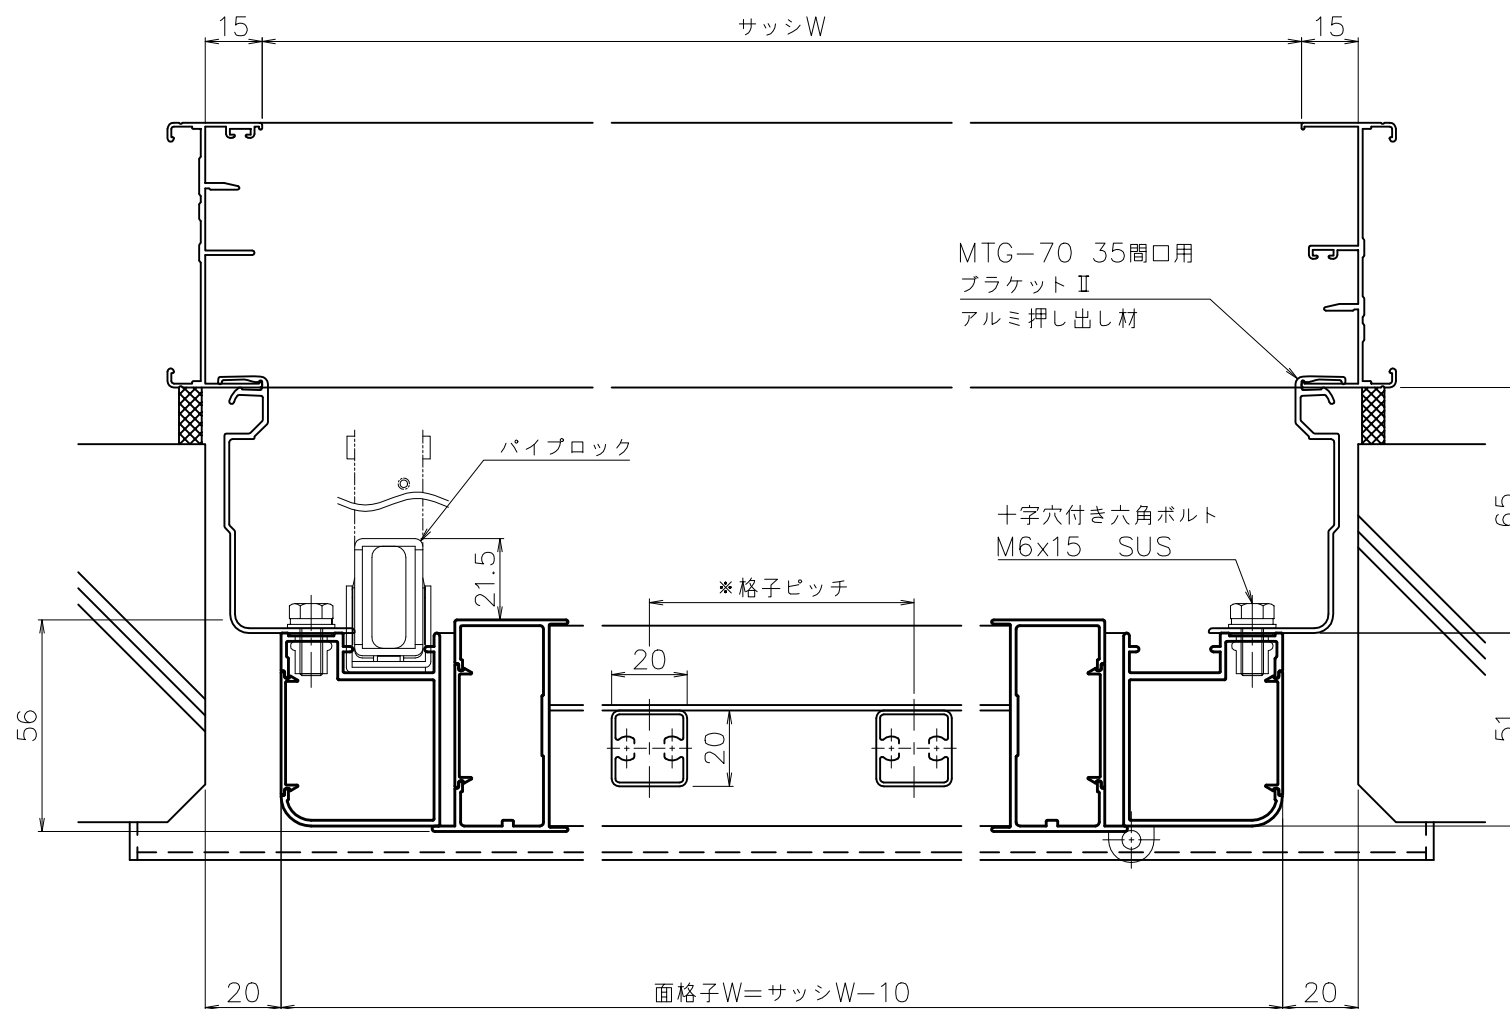 15
サッシW
15
MTG-70 35間口用
ブラケットⅡ
アルミ押し出し材
パイプロック
65
十字穴付き六角ボルト
M6x15 SUS
21.5
※格子ピッチ
20
56
20
51
20
面格子W=サッシW-10
20